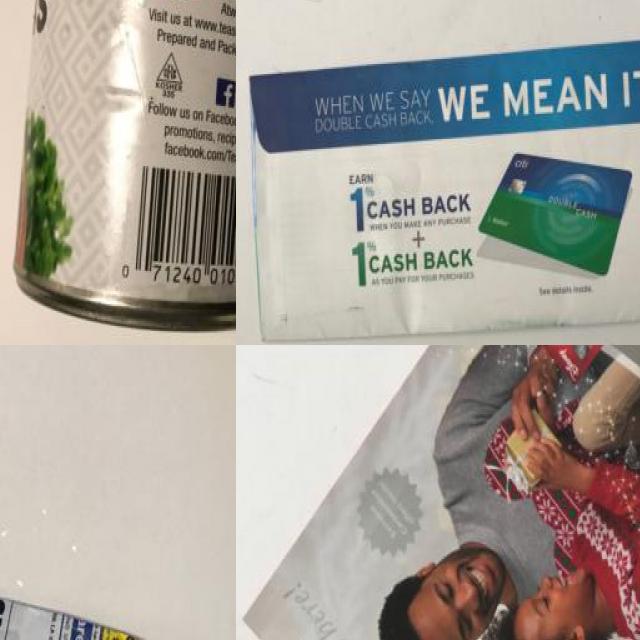 Visit us at www.teas
Prepared and Pack
KOSHER
Follow us on Facebo
promotions, recip
facebook.com/Te
0 71240 010
WHEN WE SAY
DOUBLE CASH BACK,
WE MEAN IT
EARN
1% CASH BACK
WHEN YOU MAKE ANY PURCHASE
+
1% CASH BACK
AS YOU PAY FOR YOUR PURCHASES
citi
DOUBLE
CASH
See details inside.
here!